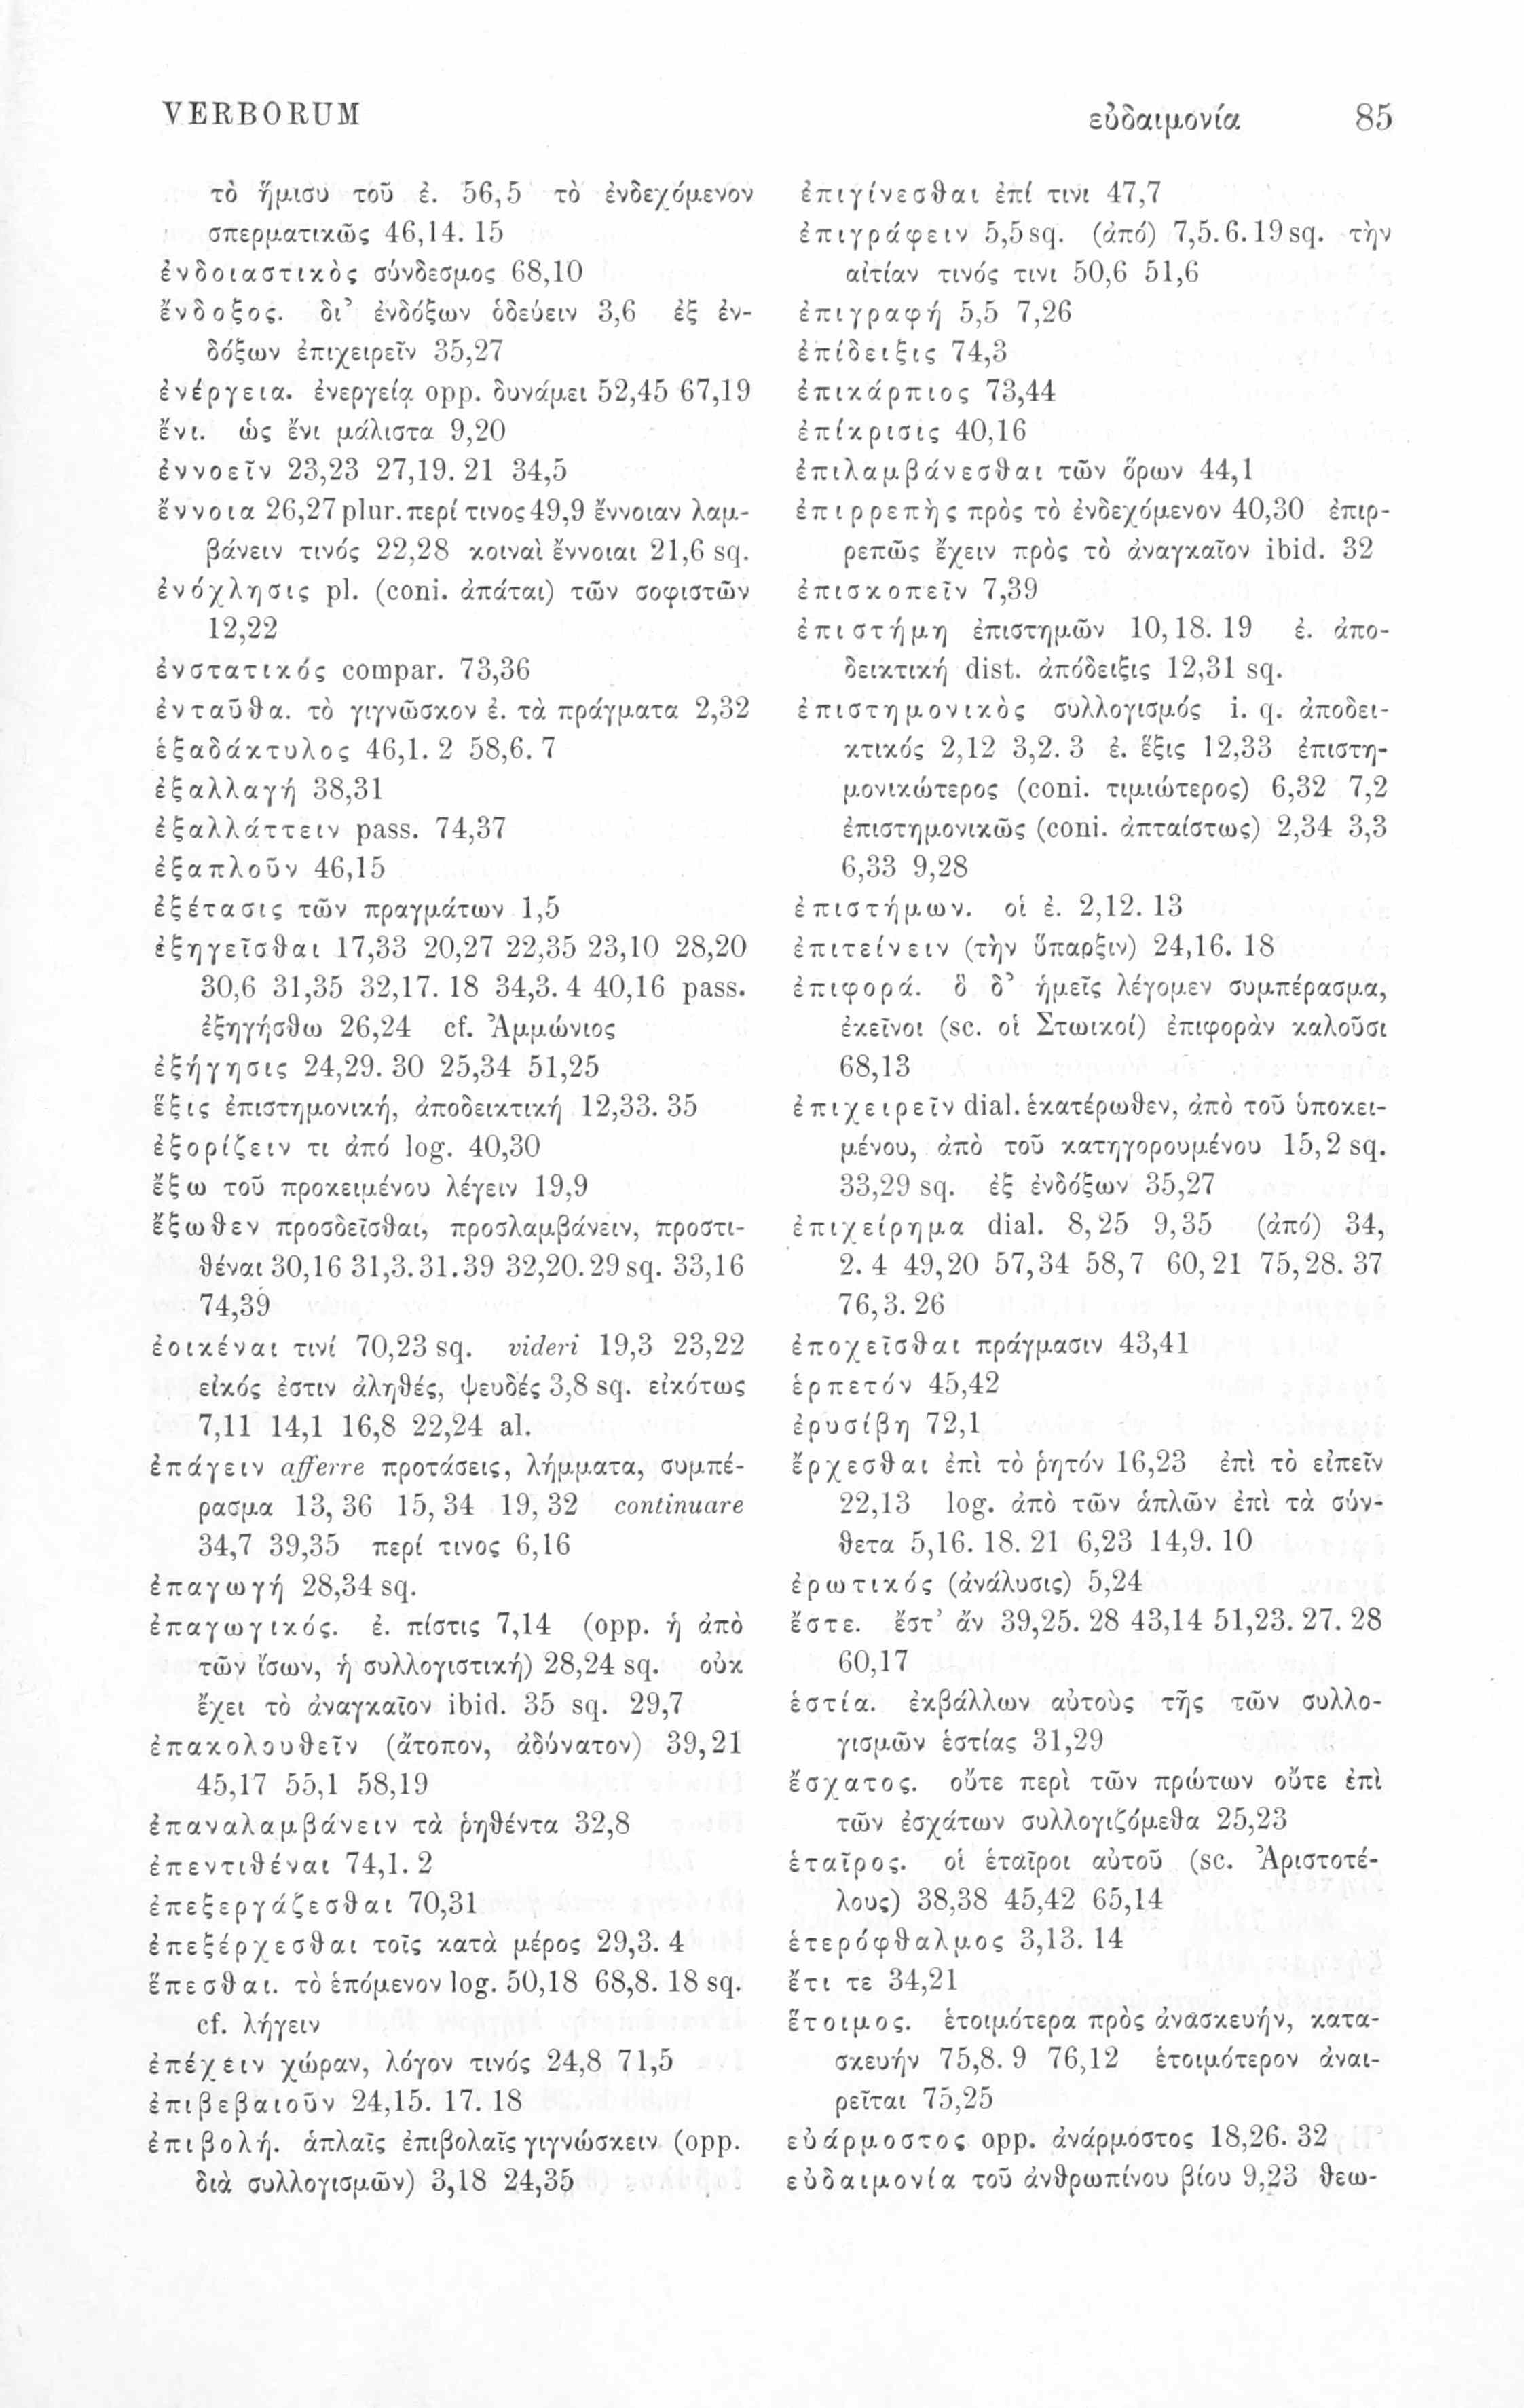 VERBORUM εὐδαιμονία 85
τὸ ἥμισυ τοῦ ἐ. 56,5 τὸ ἐνδεχόμενον
σπερματικῶς 46,14. 15
ἐνδοιαστικὸς σύνδεσμος 68,10
ἔνδοξος. δι’ ἐνδόξων ὁδεύειν 3,6 ἐξ ἐν-
δόξων ἐπιχειρεῖν 35,27
ἐνέργεια. ἐνεργείᾳ opp. δυνάμει 52,45 67,19
ἔνι. ὡς ἔνι μάλιστα 9,20
ἐννοεῖν 23,23 27,19. 21 34,5
ἔννοια 26,27 plur. περί τινος 49,9 ἔννοιαν λαμ-
βάνειν τινός 22,28 κοιναὶ ἔννοιαι 21,6 sq.
ἐνόχλησις pl. (coni. ἀπάται) τῶν σοφιστῶν
12,22
ἐνστατικός compar. 73,36
ἐνταῦθα. τὸ γιγνῶσκον ἐ. τὰ πράγματα 2,32
ἑξαδάκτυλος 46,1. 2 58,6. 7
ἐξαλλαγή 38,31
ἐξαλλάττειν pass. 74,37
ἐξαπλοῦν 46,15
ἐξέτασις τῶν πραγμάτων 1,5
ἐξηγεῖσθαι 17,33 20,27 22,35 23,10 28,20
30,6 31,35 32,17. 18 34,3. 4 40,16 pass.
ἐξηγήσθω 26,24 cf. Ἀμμώνιος
ἐξήγησις 24,29. 30 25,34 51,25
ἕξις ἐπιστημονική, ἀποδεικτική 12,33. 35
ἐξορίζειν τι ἀπό log. 40,30
ἔξω τοῦ προκειμένου λέγειν 19,9
ἔξωθεν προσδεῖσθαι, προσλαμβάνειν, προστι-
θέναι 30,16 31,3.31.39 32,20.29 sq. 33,16
74,39
ἐοικέναι τινί 70,23 sq. videri 19,3 23,22
εἰκός ἐστιν ἀληθές, ψευδές 3,8 sq. εἰκότως
7,11 14,1 16,8 22,24 al.
ἐπάγειν afferre προτάσεις, λήμματα, συμπέ-
ρασμα 13, 36 15, 34 19, 32 continuare
34,7 39,35 περί τινος 6,16
ἐπαγωγή 28,34 sq.
ἐπαγωγικός. ἐ. πίστις 7,14 (opp. ἡ ἀπὸ
τῶν ἴσων, ἡ συλλογιστική) 28,24 sq. οὐκ
ἔχει τὸ ἀναγκαῖον ibid. 35 sq. 29,7
ἐπακολουθεῖν (ἄτοπον, ἀδύνατον) 39,21
45,17 55,1 58,19
ἐπαναλαμβάνειν τὰ ῥηθέντα 32,8
ἐπεντιθέναι 74,1. 2
ἐπεξεργάζεσθαι 70,31
ἐπεξέρχεσθαι τοῖς κατὰ μέρος 29,3. 4
ἕπεσθαι. τὸ ἑπόμενον log. 50,18 68,8. 18 sq.
cf. λήγειν
ἐπέχειν χώραν, λόγον τινός 24,8 71,5
ἐπιβεβαιοῦν 24,15. 17. 18
ἐπιβολή. ἁπλαῖς ἐπιβολαῖς γιγνώσκειν (opp.
διὰ συλλογισμῶν) 3,18 24,35
ἐπιγίνεσθαι ἐπί τινι 47,7
ἐπιγράφειν 5,5 sq. (ἀπό) 7,5. 6. 19 sq. τὴν
αἰτίαν τινός τινι 50,6 51,6
ἐπιγραφή 5,5 7,26
ἐπίδειξις 74,3
ἐπικάρπιος 73,44
ἐπίκρισις 40,16
ἐπιλαμβάνεσθαι τῶν ὅρων 44,1
ἐπιρρεπὴς πρὸς τὸ ἐνδεχόμενον 40,30 ἐπιρ-
ρεπῶς ἔχειν πρὸς τὸ ἀναγκαῖον ibid. 32
ἐπισκοπεῖν 7,39
ἐπιστήμη ἐπιστημῶν 10,18. 19 ἐ. ἀπο-
δεικτική dist. ἀπόδειξις 12,31 sq.
ἐπιστημονικὸς συλλογισμός i. q. ἀποδει-
κτικός 2,12 3,2. 3 ἐ. ἕξις 12,33 ἐπιστη-
μονικώτερος (coni. τιμιώτερος) 6,32 7,2
ἐπιστημονικῶς (coni. ἀπταίστως) 2,34 3,3
6,33 9,28
ἐπιστήμων. οἱ ἐ. 2,12. 13
ἐπιτείνειν (τὴν ὕπαρξιν) 24,16. 18
ἐπιφορά. ὃ δ’ ἡμεῖς λέγομεν συμπέρασμα,
ἐκεῖνοι (sc. οἱ Στωικοί) ἐπιφορὰν καλοῦσι
68,13
ἐπιχειρεῖν dial. ἑκατέρωθεν, ἀπὸ τοῦ ὑποκει-
μένου, ἀπὸ τοῦ κατηγορουμένου 15,2 sq.
33,29 sq. ἐξ ἐνδόξων 35,27
ἐπιχείρημα dial. 8,25 9,35 (ἀπό) 34,
2. 4 49,20 57,34 58,7 60,21 75,28. 37
76,3. 26
ἐποχεῖσθαι πράγμασιν 43,41
ἑρπετόν 45,42
ἐρυσίβη 72,1
ἔρχεσθαι ἐπὶ τὸ ῥητόν 16,23 ἐπὶ τὸ εἰπεῖν
22,13 log. ἀπὸ τῶν ἁπλῶν ἐπὶ τὰ σύν-
θετα 5,16. 18. 21 6,23 14,9. 10
ἐρωτικός (ἀνάλυσις) 5,24
ἔστε. ἔστ’ ἄν 39,25. 28 43,14 51,23. 27. 28
60,17
ἑστία. ἐκβάλλων αὐτοὺς τῆς τῶν συλλο-
γισμῶν ἑστίας 31,29
ἔσχατος. οὔτε περὶ τῶν πρώτων οὔτε ἐπὶ
τῶν ἐσχάτων συλλογιζόμεθα 25,23
ἑταῖρος. οἱ ἑταῖροι αὐτοῦ (sc. Ἀριστοτέ-
λους) 38,38 45,42 65,14
ἑτερόφθαλμος 3,13. 14
ἔτι τε 34,21
ἕτοιμος. ἑτοιμότερα πρὸς ἀνασκευήν, κατα-
σκευήν 75,8. 9 76,12 ἑτοιμότερον ἀναι-
ρεῖται 75,25
εὐάρμοστος opp. ἀνάρμοστος 18,26. 32
εὐδαιμονία τοῦ ἀνθρωπίνου βίου 9,23 θεω-